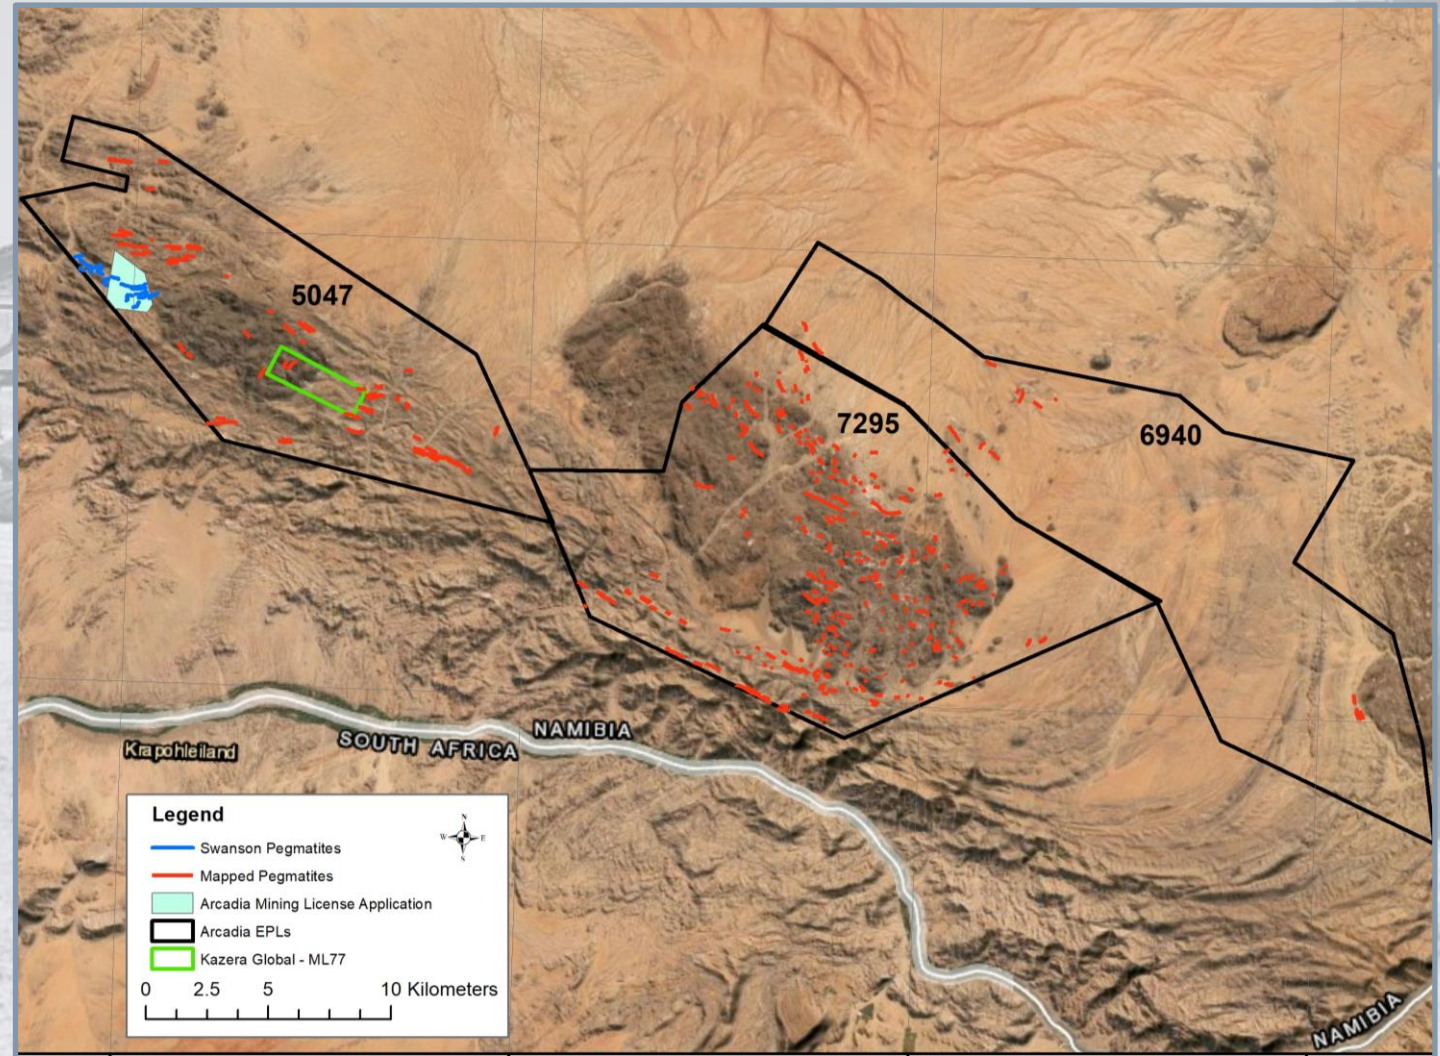 5047
7295
6940
NAMIBIA
SOUTH AFRICA
Krapohleiland
Legend
N
W E
S
Swanson Pegmatites
Mapped Pegmatites
Arcadia Mining License Application
Arcadia EPLs
Kazera Global - ML77
0 2.5 5 10 Kilometers
NAMIBIA